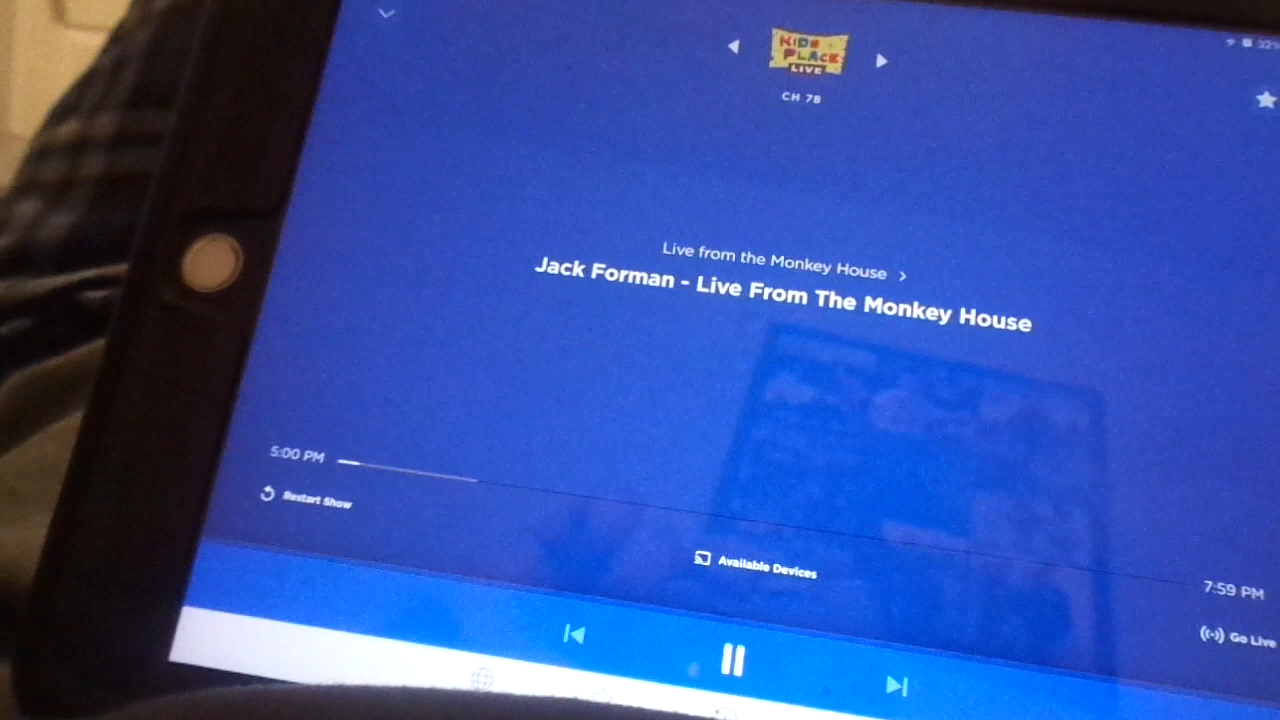 KIDS PLACE LIVE
CH 78
32%
Live from the Monkey House
Jack Forman - Live From The Monkey House
5:00 PM
Restart Show
Available Devices
7:59 PM
Go Live